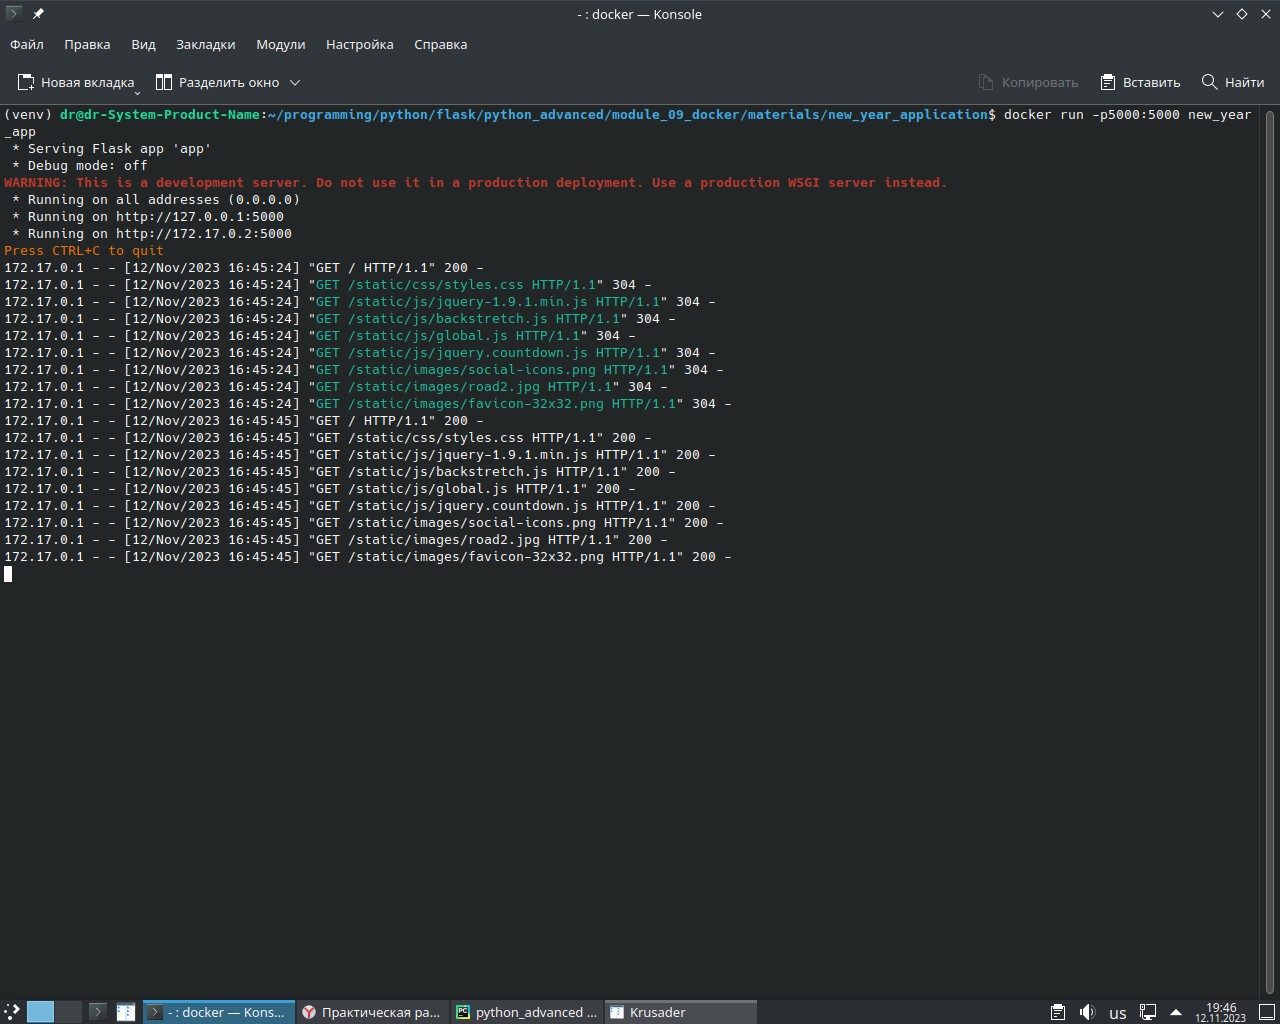 - : docker — Konsole
Файл Правка Вид Закладки Модули Настройка Справка
Новая вкладка Разделить окно Копировать Вставить Найти
(venv) dr@dr-System-Product-Name:~/programming/python/flask/python_advanced/module_09_docker/materials/new_year_application$ docker run -p5000:5000 new_year
_app
 * Serving Flask app 'app'
 * Debug mode: off
WARNING: This is a development server. Do not use it in a production deployment. Use a production WSGI server instead.
 * Running on all addresses (0.0.0.0)
 * Running on http://127.0.0.1:5000
 * Running on http://172.17.0.2:5000
Press CTRL+C to quit
172.17.0.1 - - [12/Nov/2023 16:45:24] "GET / HTTP/1.1" 200 -
172.17.0.1 - - [12/Nov/2023 16:45:24] "GET /static/css/styles.css HTTP/1.1" 304 -
172.17.0.1 - - [12/Nov/2023 16:45:24] "GET /static/js/jquery-1.9.1.min.js HTTP/1.1" 304 -
172.17.0.1 - - [12/Nov/2023 16:45:24] "GET /static/js/backstretch.js HTTP/1.1" 304 -
172.17.0.1 - - [12/Nov/2023 16:45:24] "GET /static/js/global.js HTTP/1.1" 304 -
172.17.0.1 - - [12/Nov/2023 16:45:24] "GET /static/js/jquery.countdown.js HTTP/1.1" 304 -
172.17.0.1 - - [12/Nov/2023 16:45:24] "GET /static/images/social-icons.png HTTP/1.1" 304 -
172.17.0.1 - - [12/Nov/2023 16:45:24] "GET /static/images/road2.jpg HTTP/1.1" 304 -
172.17.0.1 - - [12/Nov/2023 16:45:24] "GET /static/images/favicon-32x32.png HTTP/1.1" 304 -
172.17.0.1 - - [12/Nov/2023 16:45:45] "GET / HTTP/1.1" 200 -
172.17.0.1 - - [12/Nov/2023 16:45:45] "GET /static/css/styles.css HTTP/1.1" 200 -
172.17.0.1 - - [12/Nov/2023 16:45:45] "GET /static/js/jquery-1.9.1.min.js HTTP/1.1" 200 -
172.17.0.1 - - [12/Nov/2023 16:45:45] "GET /static/js/backstretch.js HTTP/1.1" 200 -
172.17.0.1 - - [12/Nov/2023 16:45:45] "GET /static/js/global.js HTTP/1.1" 200 -
172.17.0.1 - - [12/Nov/2023 16:45:45] "GET /static/js/jquery.countdown.js HTTP/1.1" 200 -
172.17.0.1 - - [12/Nov/2023 16:45:45] "GET /static/images/social-icons.png HTTP/1.1" 200 -
172.17.0.1 - - [12/Nov/2023 16:45:45] "GET /static/images/road2.jpg HTTP/1.1" 200 -
172.17.0.1 - - [12/Nov/2023 16:45:45] "GET /static/images/favicon-32x32.png HTTP/1.1" 200 -
- : docker — Kons... Практическая ра... python_advanced ... Krusader us 19:46
12.11.2023